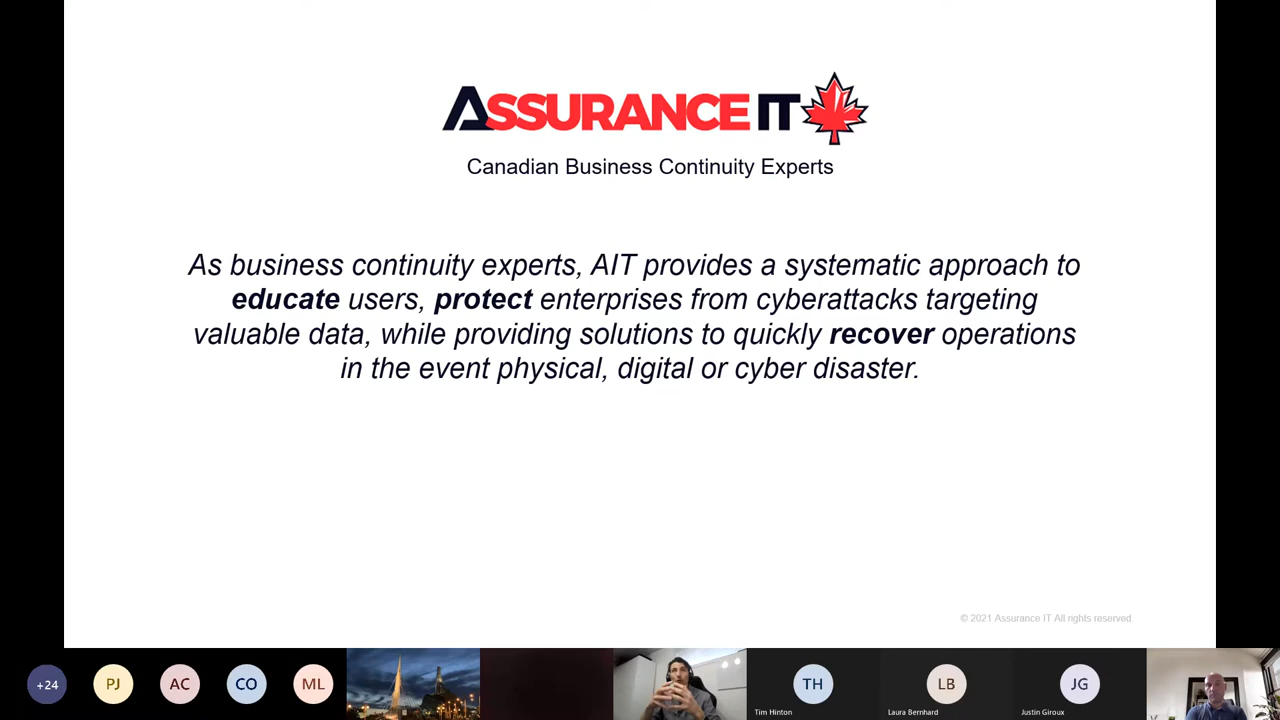 ASSURANCE IT
Canadian Business Continuity Experts
As business continuity experts, AIT provides a systematic approach to
educate users, protect enterprises from cyberattacks targeting
valuable data, while providing solutions to quickly recover operations
in the event physical, digital or cyber disaster.
© 2021 Assurance IT All rights reserved
+24
PJ
AC
CO
ML
TH
LB
JG
Tim Hinton
Laura Bernhard
Justin Giroux